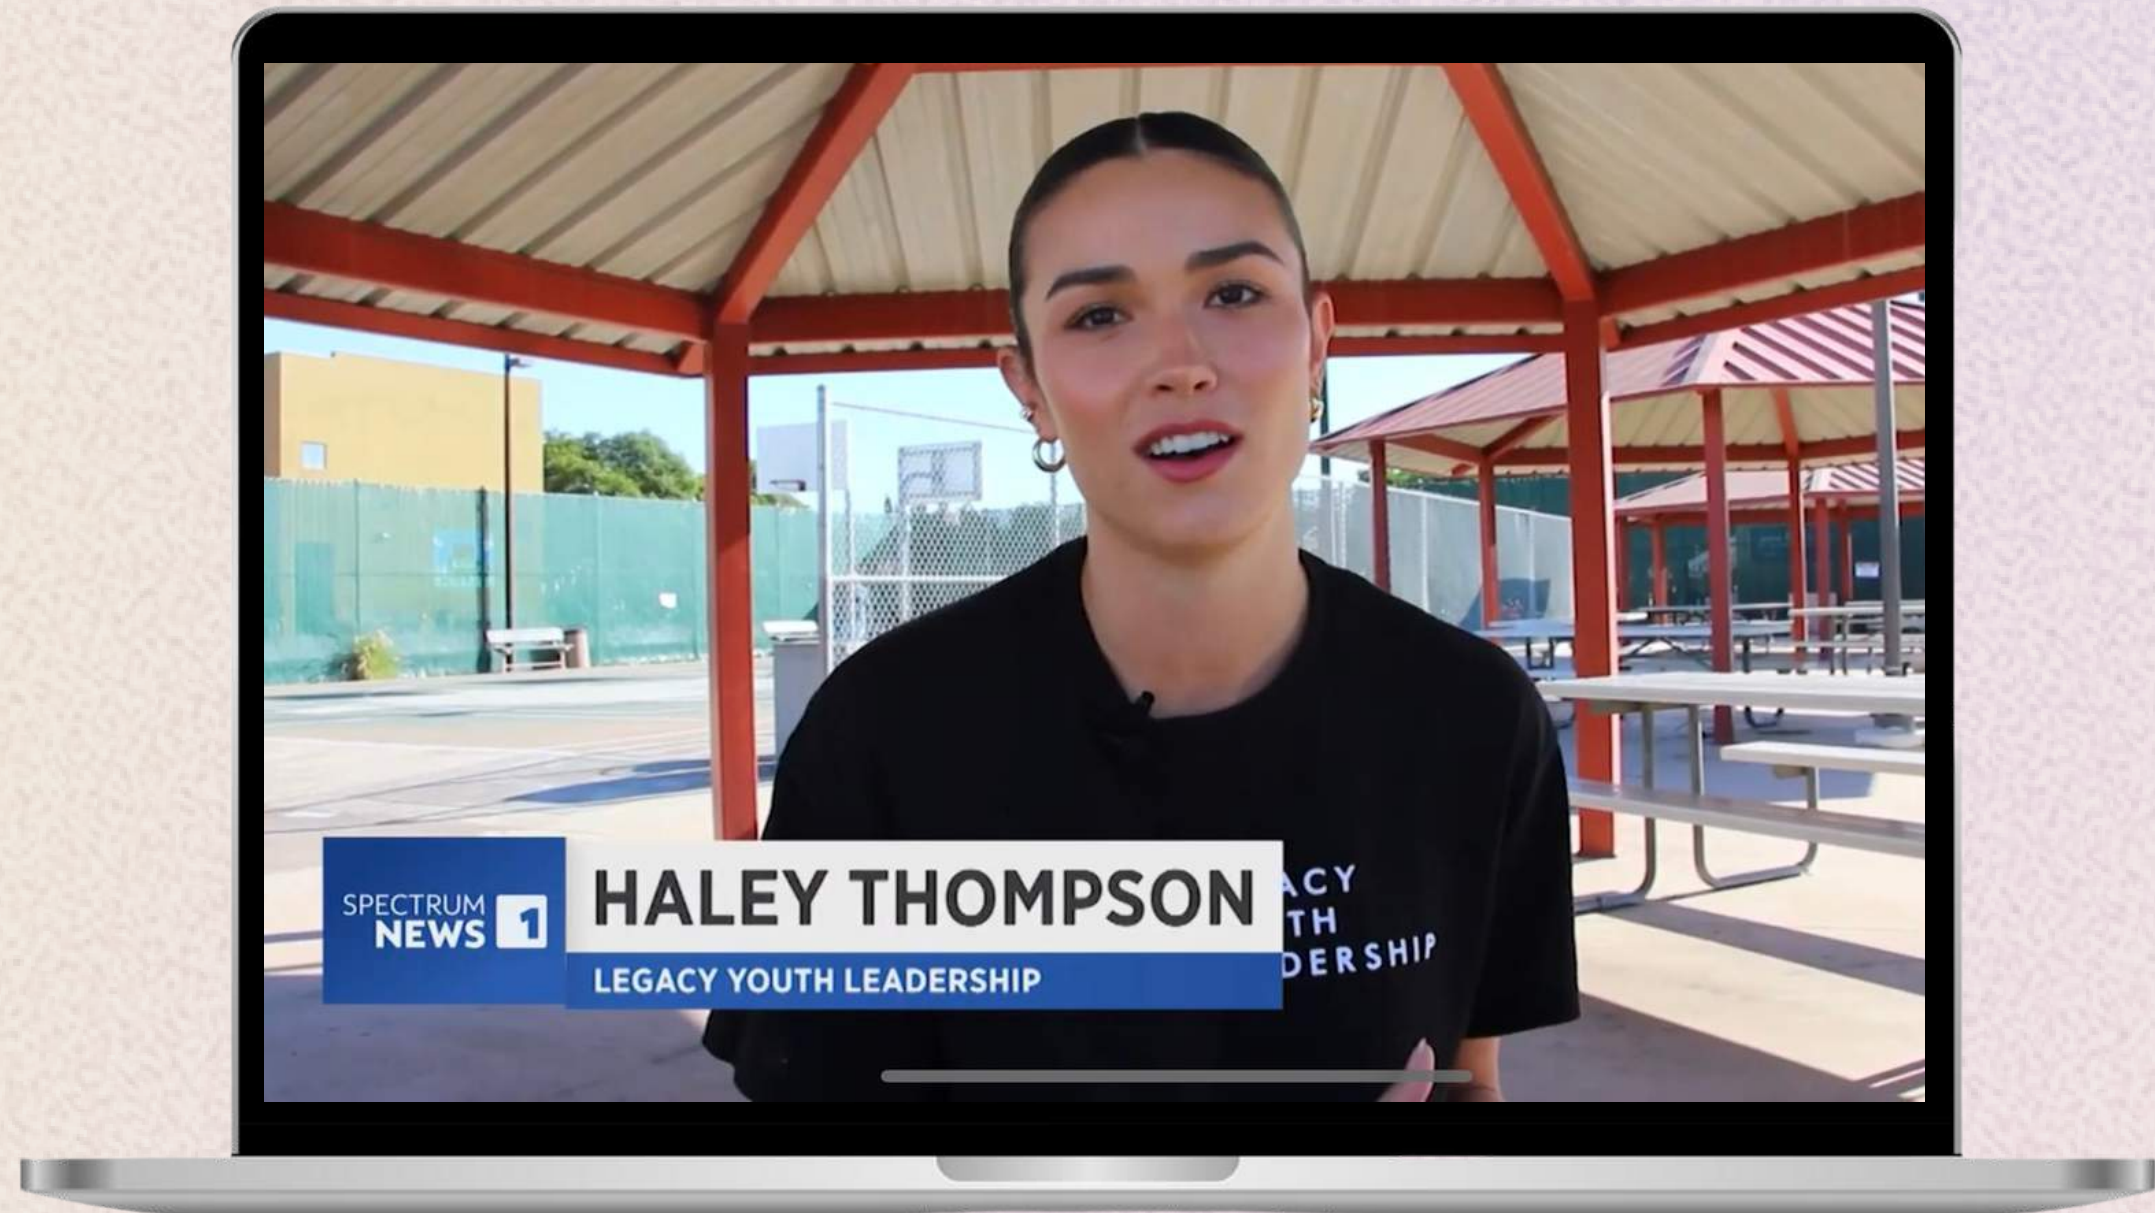 SPECTRUM
NEWS 1
HALEY THOMPSON
LEGACY YOUTH LEADERSHIP
ACY
TH
DERSHIP